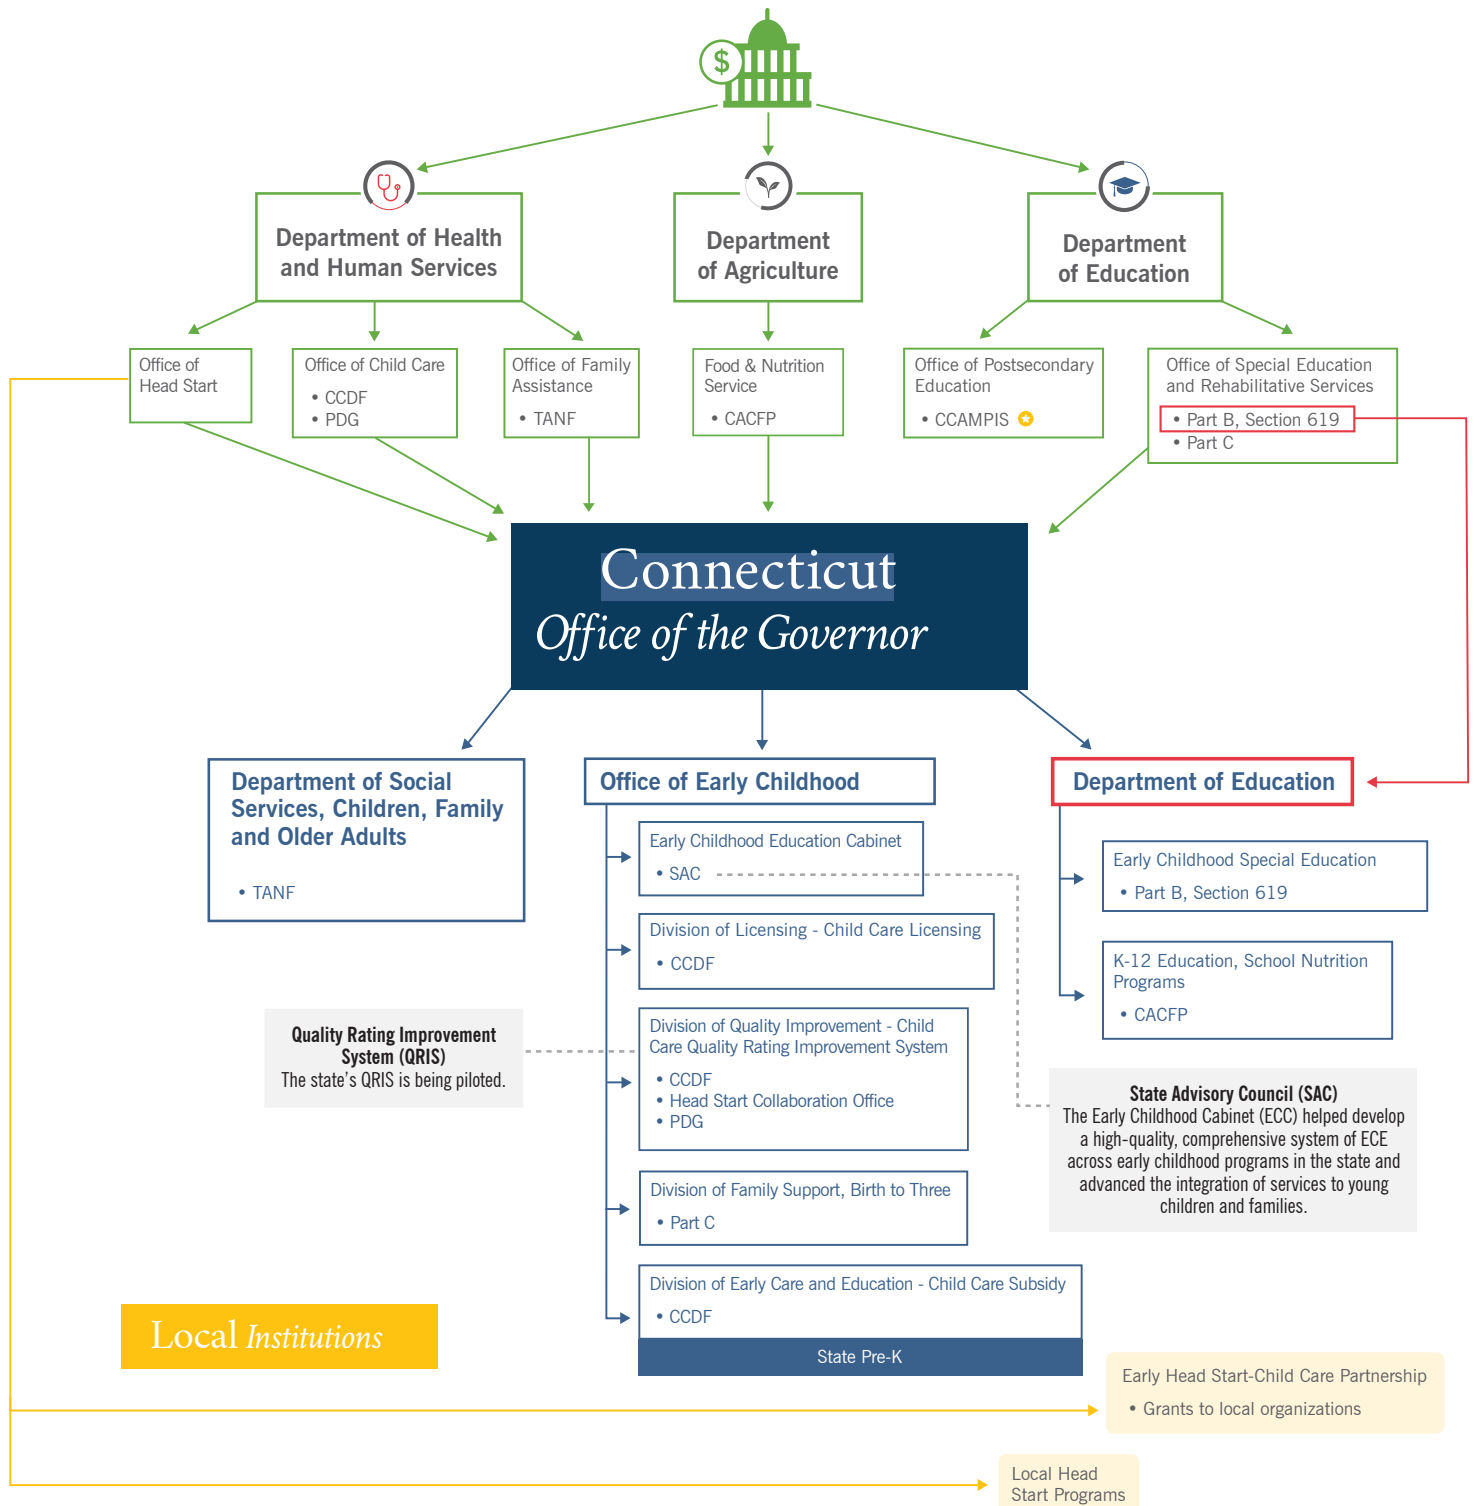 $
Department of Health
and Human Services
Department
of Agriculture
Department
of Education
Office of
Head Start
Office of Child Care
• CCDF
• PDG
Office of Family
Assistance
• TANF
Food & Nutrition
Service
• CACFP
Office of Postsecondary
Education
• CCAMPIS
Office of Special Education
and Rehabilitative Services
• Part B, Section 619
• Part C
Connecticut
Office of the Governor
Department of Social
Services, Children, Family
and Older Adults
• TANF
Office of Early Childhood
Early Childhood Education Cabinet
• SAC
Division of Licensing - Child Care Licensing
• CCDF
Division of Quality Improvement - Child
Care Quality Rating Improvement System
• CCDF
• Head Start Collaboration Office
• PDG
Division of Family Support, Birth to Three
• Part C
Division of Early Care and Education - Child Care Subsidy
• CCDF
State Pre-K
Department of Education
Early Childhood Special Education
• Part B, Section 619
K-12 Education, School Nutrition
Programs
• CACFP
Quality Rating Improvement
System (QRIS)
The state's QRIS is being piloted.
State Advisory Council (SAC)
The Early Childhood Cabinet (ECC) helped develop
a high-quality, comprehensive system of ECE
across early childhood programs in the state and
advanced the integration of services to young
children and families.
Local Institutions
Early Head Start-Child Care Partnership
• Grants to local organizations
Local Head
Start Programs